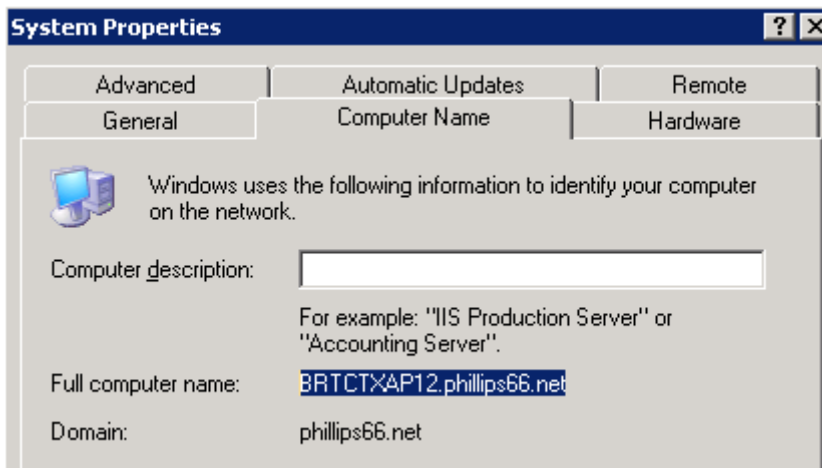 System Properties
Advanced
Automatic Updates
Remote
General
Computer Name
Hardware
Windows uses the following information to identify your computer
on the network.
Computer description:
For example: "IIS Production Server" or
"Accounting Server".
Full computer name: BRTCTXAP12.phillips66.net
Domain: phillips66.net